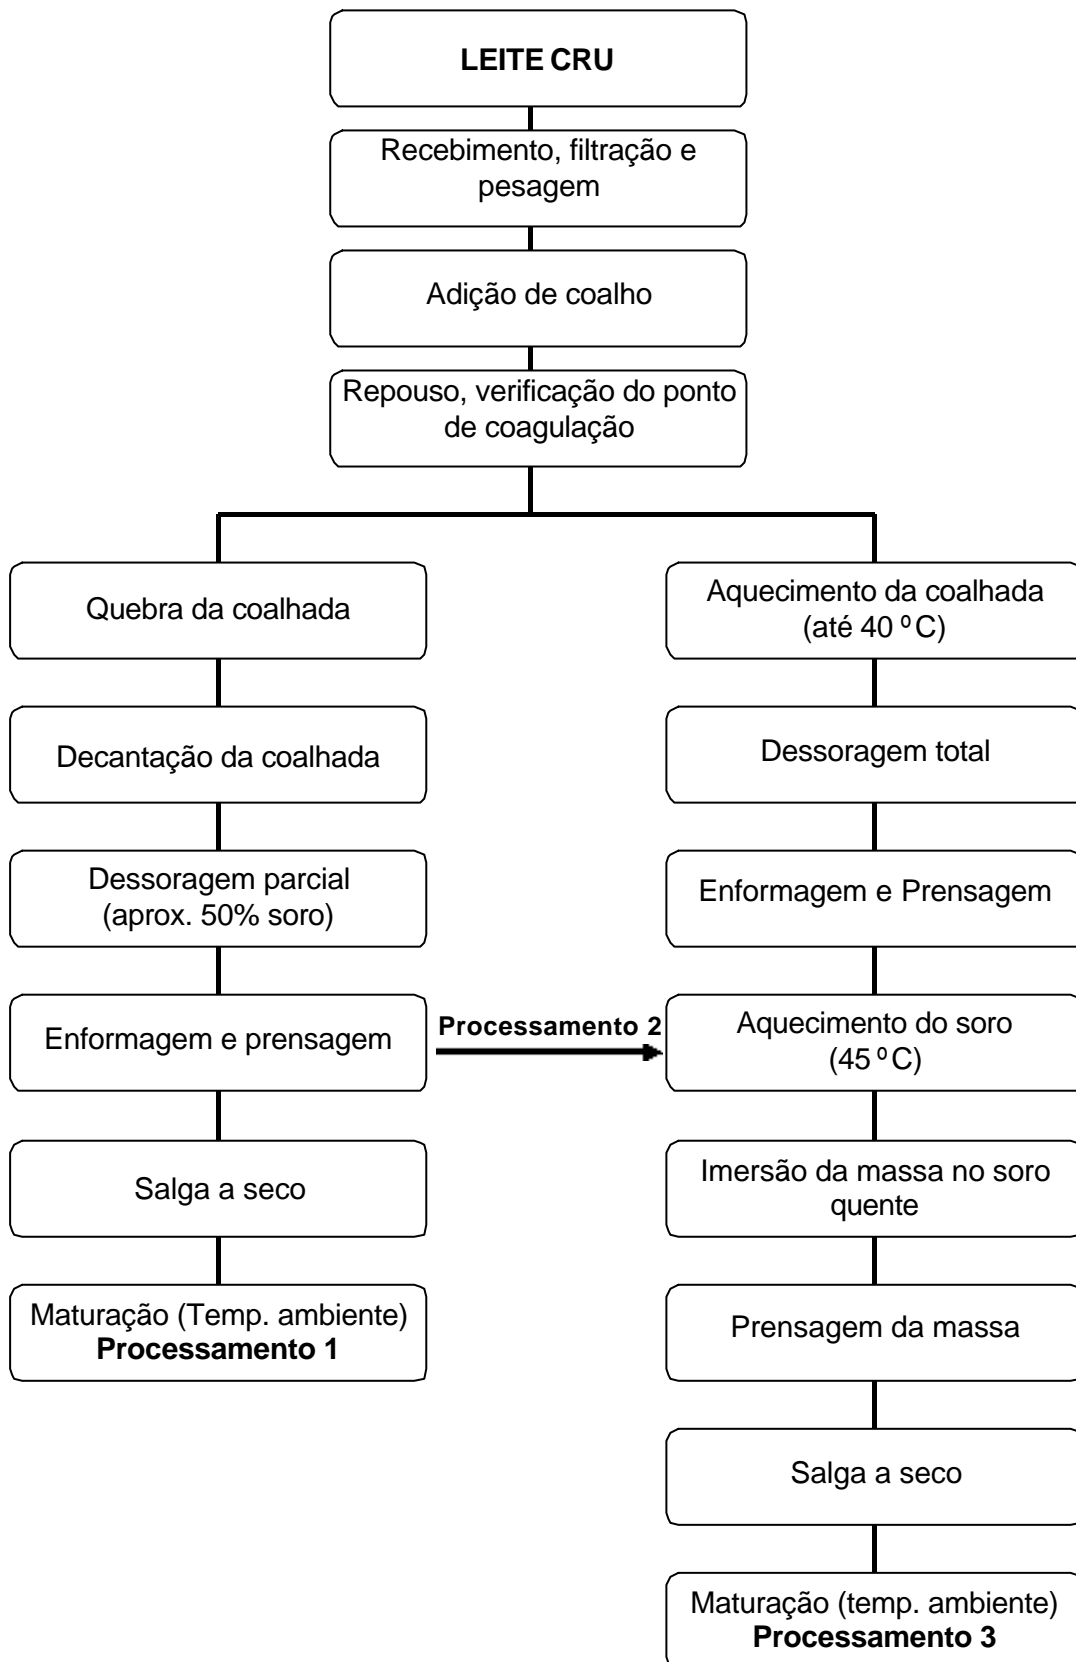 LEITE CRU
Recebimento, filtração e
pesagem
Adição de coalho
Repouso, verificação do ponto
de coagulação
Quebra da coalhada
Decantação da coalhada
Dessoragem parcial
(aprox. 50% soro)
Enformagem e prensagem
Salga a seco
Maturação (Temp. ambiente)
Processamento 1
Processamento 2
Aquecimento da coalhada
(até 40 ºC)
Dessoragem total
Enformagem e Prensagem
Aquecimento do soro
(45 ºC)
Imersão da massa no soro
quente
Prensagem da massa
Salga a seco
Maturação (temp. ambiente)
Processamento 3